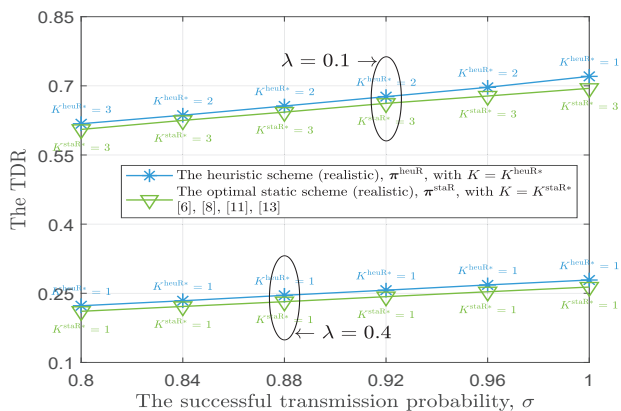 0.85
λ = 0.1 →
K^heuR* = 1
K^heuR* = 2
K^heuR* = 2
K^heuR* = 2
K^heuR* = 2
K^heuR* = 3
0.7
K^staR* = 3
K^staR* = 3
K^staR* = 3
K^staR* = 3
K^staR* = 3
K^staR* = 3
0.55
The TDR
The heuristic scheme (realistic), π^heuR, with K = K^heuR*
The optimal static scheme (realistic), π^staR, with K = K^staR*
[6], [8], [11], [13]
0.4
K^heuR* = 1
K^heuR* = 1
K^heuR* = 1
K^heuR* = 1
K^heuR* = 1
K^heuR* = 1
0.25
K^staR* = 1
K^staR* = 1
K^staR* = 1
K^staR* = 1
K^staR* = 1
K^staR* = 1
← λ = 0.4
0.1
0.8 0.84 0.88 0.92 0.96 1
The successful transmission probability, σ